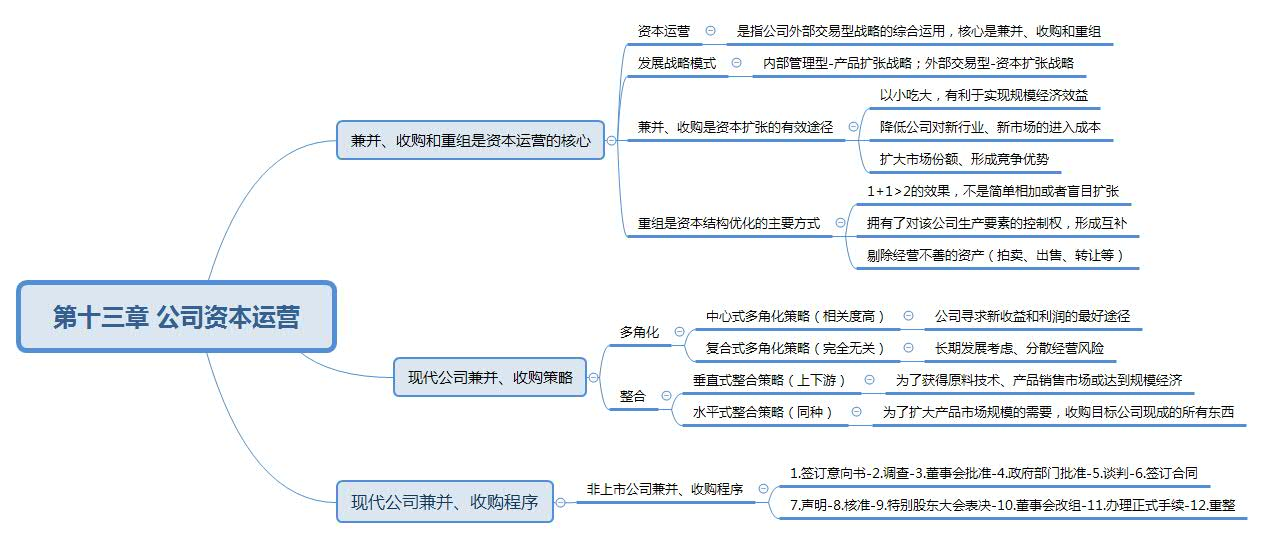 第十三章 公司资本运营
兼并、收购和重组是资本运营的核心
资本运营
是指公司外部交易型战略的综合运用，核心是兼并、收购和重组
发展战略模式
内部管理型-产品扩张战略；外部交易型-资本扩张战略
兼并、收购是资本扩张的有效途径
以小吃大，有利于实现规模经济效益
降低公司对新行业、新市场的进入成本
扩大市场份额、形成竞争优势
重组是资本结构优化的主要方式
1+1>2的效果，不是简单相加或者盲目扩张
拥有了对该公司生产要素的控制权，形成互补
剔除经营不善的资产（拍卖、出售、转让等）
现代公司兼并、收购策略
多角化
中心式多角化策略（相关度高）
公司寻求新收益和利润的最好途径
复合式多角化策略（完全无关）
长期发展考虑、分散经营风险
整合
垂直式整合策略（上下游）
为了获得原料技术、产品销售市场或达到规模经济
水平式整合策略（同种）
为了扩大产品市场规模的需要，收购目标公司现成的所有东西
现代公司兼并、收购程序
非上市公司兼并、收购程序
1.签订意向书-2.调查-3.董事会批准-4.政府部门批准-5.谈判-6.签订合同
7.声明-8.核准-9.特别股东大会表决-10.董事会改组-11.办理正式手续-12.重整